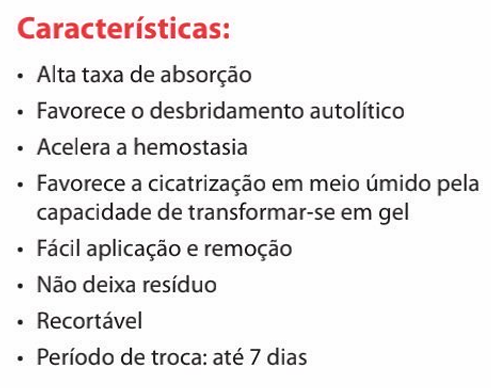 Características:
• Alta taxa de absorção
• Favorece o desbridamento autolítico
• Acelera a hemostasia
• Favorece a cicatrização em meio úmido pela
capacidade de transformar-se em gel
• Fácil aplicação e remoção
• Não deixa resíduo
• Recortável
• Período de troca: até 7 dias